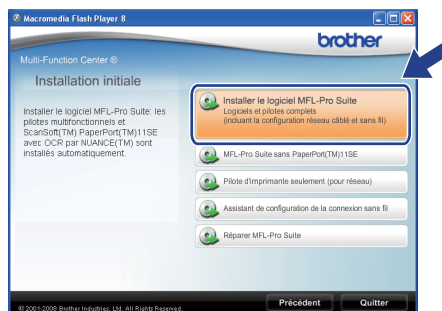 Macromedia Flash Player 8
brother
Multi-Function Center ®
Installation initiale
Installer le logiciel MFL-Pro Suite: les
pilotes multifonctionnels et
ScanSoft(TM) PaperPort(TM)11SE
avec OCR par NUANCE(TM) sont
installés automatiquement.
Installer le logiciel MFL-Pro Suite
Logiciels et pilotes complets
(incluant la configuration réseau câblé et sans fil)
MFL-Pro Suite sans PaperPort(TM)11SE
Pilote d'imprimante seulement (pour réseau)
Assistant de configuration de la connexion sans fil
Réparer MFL-Pro Suite
© 2001-2008 Brother Industries, Ltd. All Rights Reserved.
Précédent
Quitter